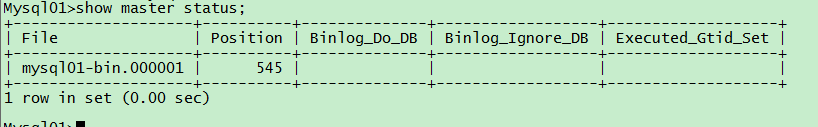 Mysql01>show master status;
+--------------------+----------+--------------+------------------+-------------------+
| File               | Position | Binlog_Do_DB | Binlog_Ignore_DB | Executed_Gtid_Set |
+--------------------+----------+--------------+------------------+-------------------+
| mysql01-bin.000001 |      545 |              |                  |                   |
+--------------------+----------+--------------+------------------+-------------------+
1 row in set (0.00 sec)
Mysql01>